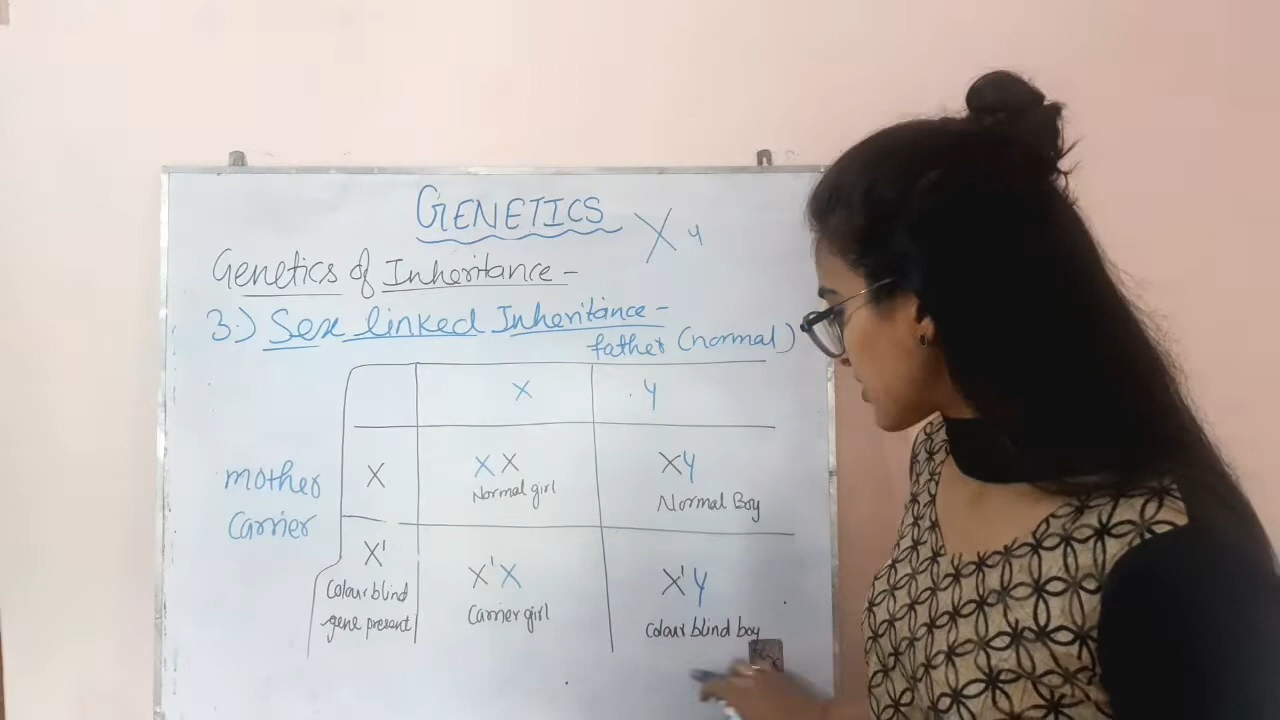 GENETICS
X y
Genetics of Inheritance -
3.) Sex linked Inheritance -
father (normal)
X Y
mother
Carrier
X
XX
Normal girl
XY
Normal Boy
X'
Colour blind
gene present
X'X
Carrier girl
X'Y
Colour blind boy